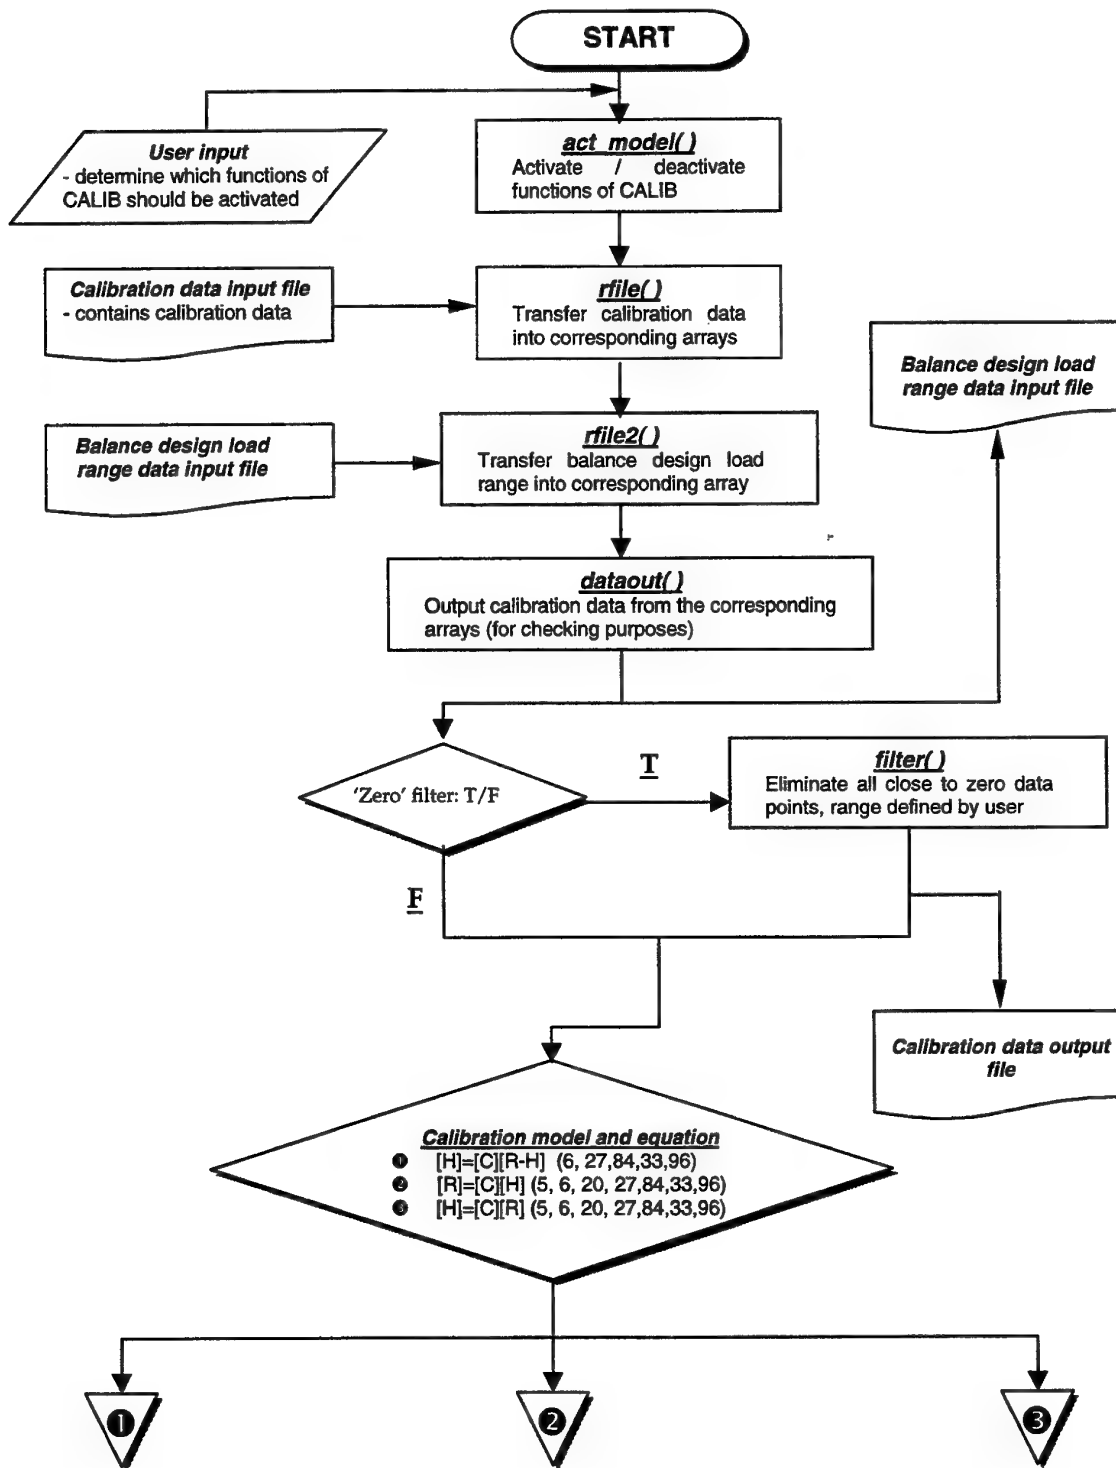 START
User input
- determine which functions of
CALIB should be activated
act_model( )
Activate / deactivate
functions of CALIB
Calibration data input file
- contains calibration data
rfile( )
Transfer calibration data
into corresponding arrays
Balance design load
range data input file
Balance design load
range data input file
rfile2( )
Transfer balance design load
range into corresponding array
dataout( )
Output calibration data from the corresponding
arrays (for checking purposes)
'Zero' filter: T/F
T
filter( )
Eliminate all close to zero data
points, range defined by user
F
Calibration data output
file
Calibration model and equation
❶ [H]=[C][R-H] (6, 27,84,33,96)
❷ [R]=[C][H] (5, 6, 20, 27,84,33,96)
❸ [H]=[C][R] (5, 6, 20, 27,84,33,96)
❶
❷
❸